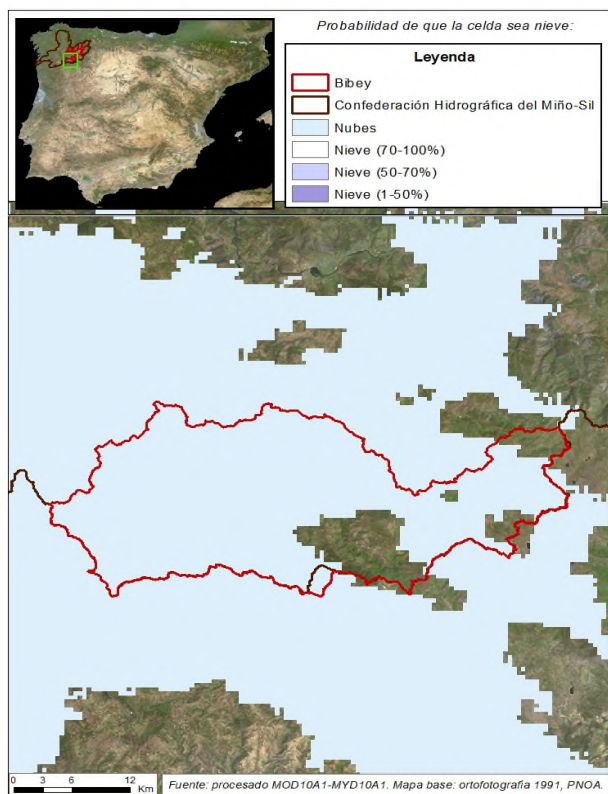 Probabilidad de que la celda sea nieve:
Leyenda
Bibey
Confederación Hidrográfica del Miño-Sil
Nubes
Nieve (70-100%)
Nieve (50-70%)
Nieve (1-50%)
0 3 6 12
Km
Fuente: procesado MOD10A1-MYD10A1. Mapa base: ortofotografia 1991, PNOA.